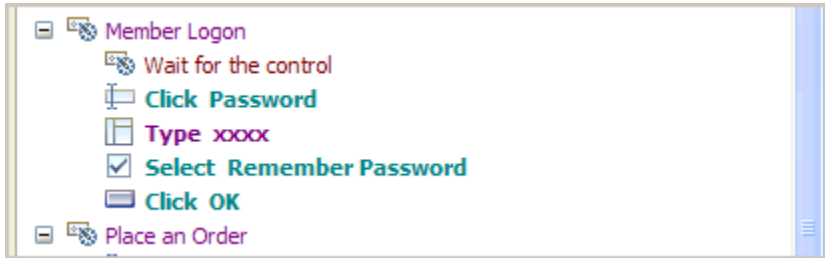 Member Logon
Wait for the control
Click Password
Type xxxx
Select Remember Password
Click OK
Place an Order